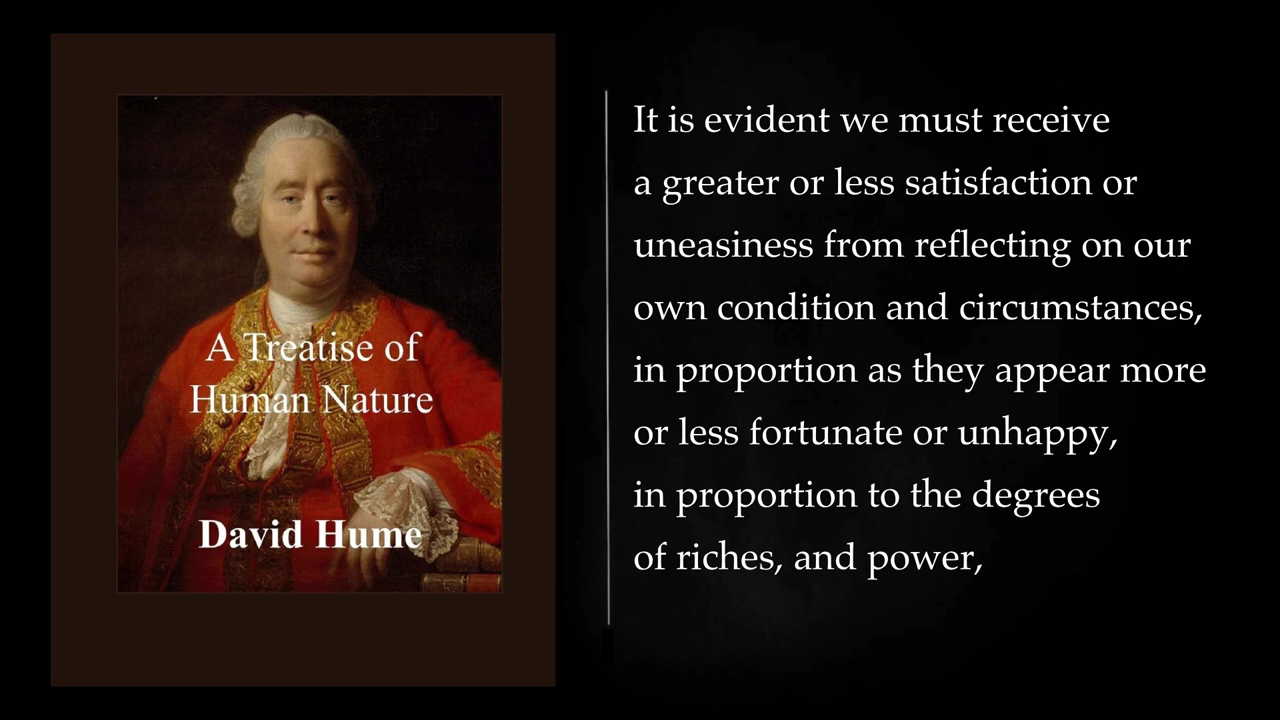 A Treatise of
Human Nature
David Hume
It is evident we must receive
a greater or less satisfaction or
uneasiness from reflecting on our
own condition and circumstances,
in proportion as they appear more
or less fortunate or unhappy,
in proportion to the degrees
of riches, and power,